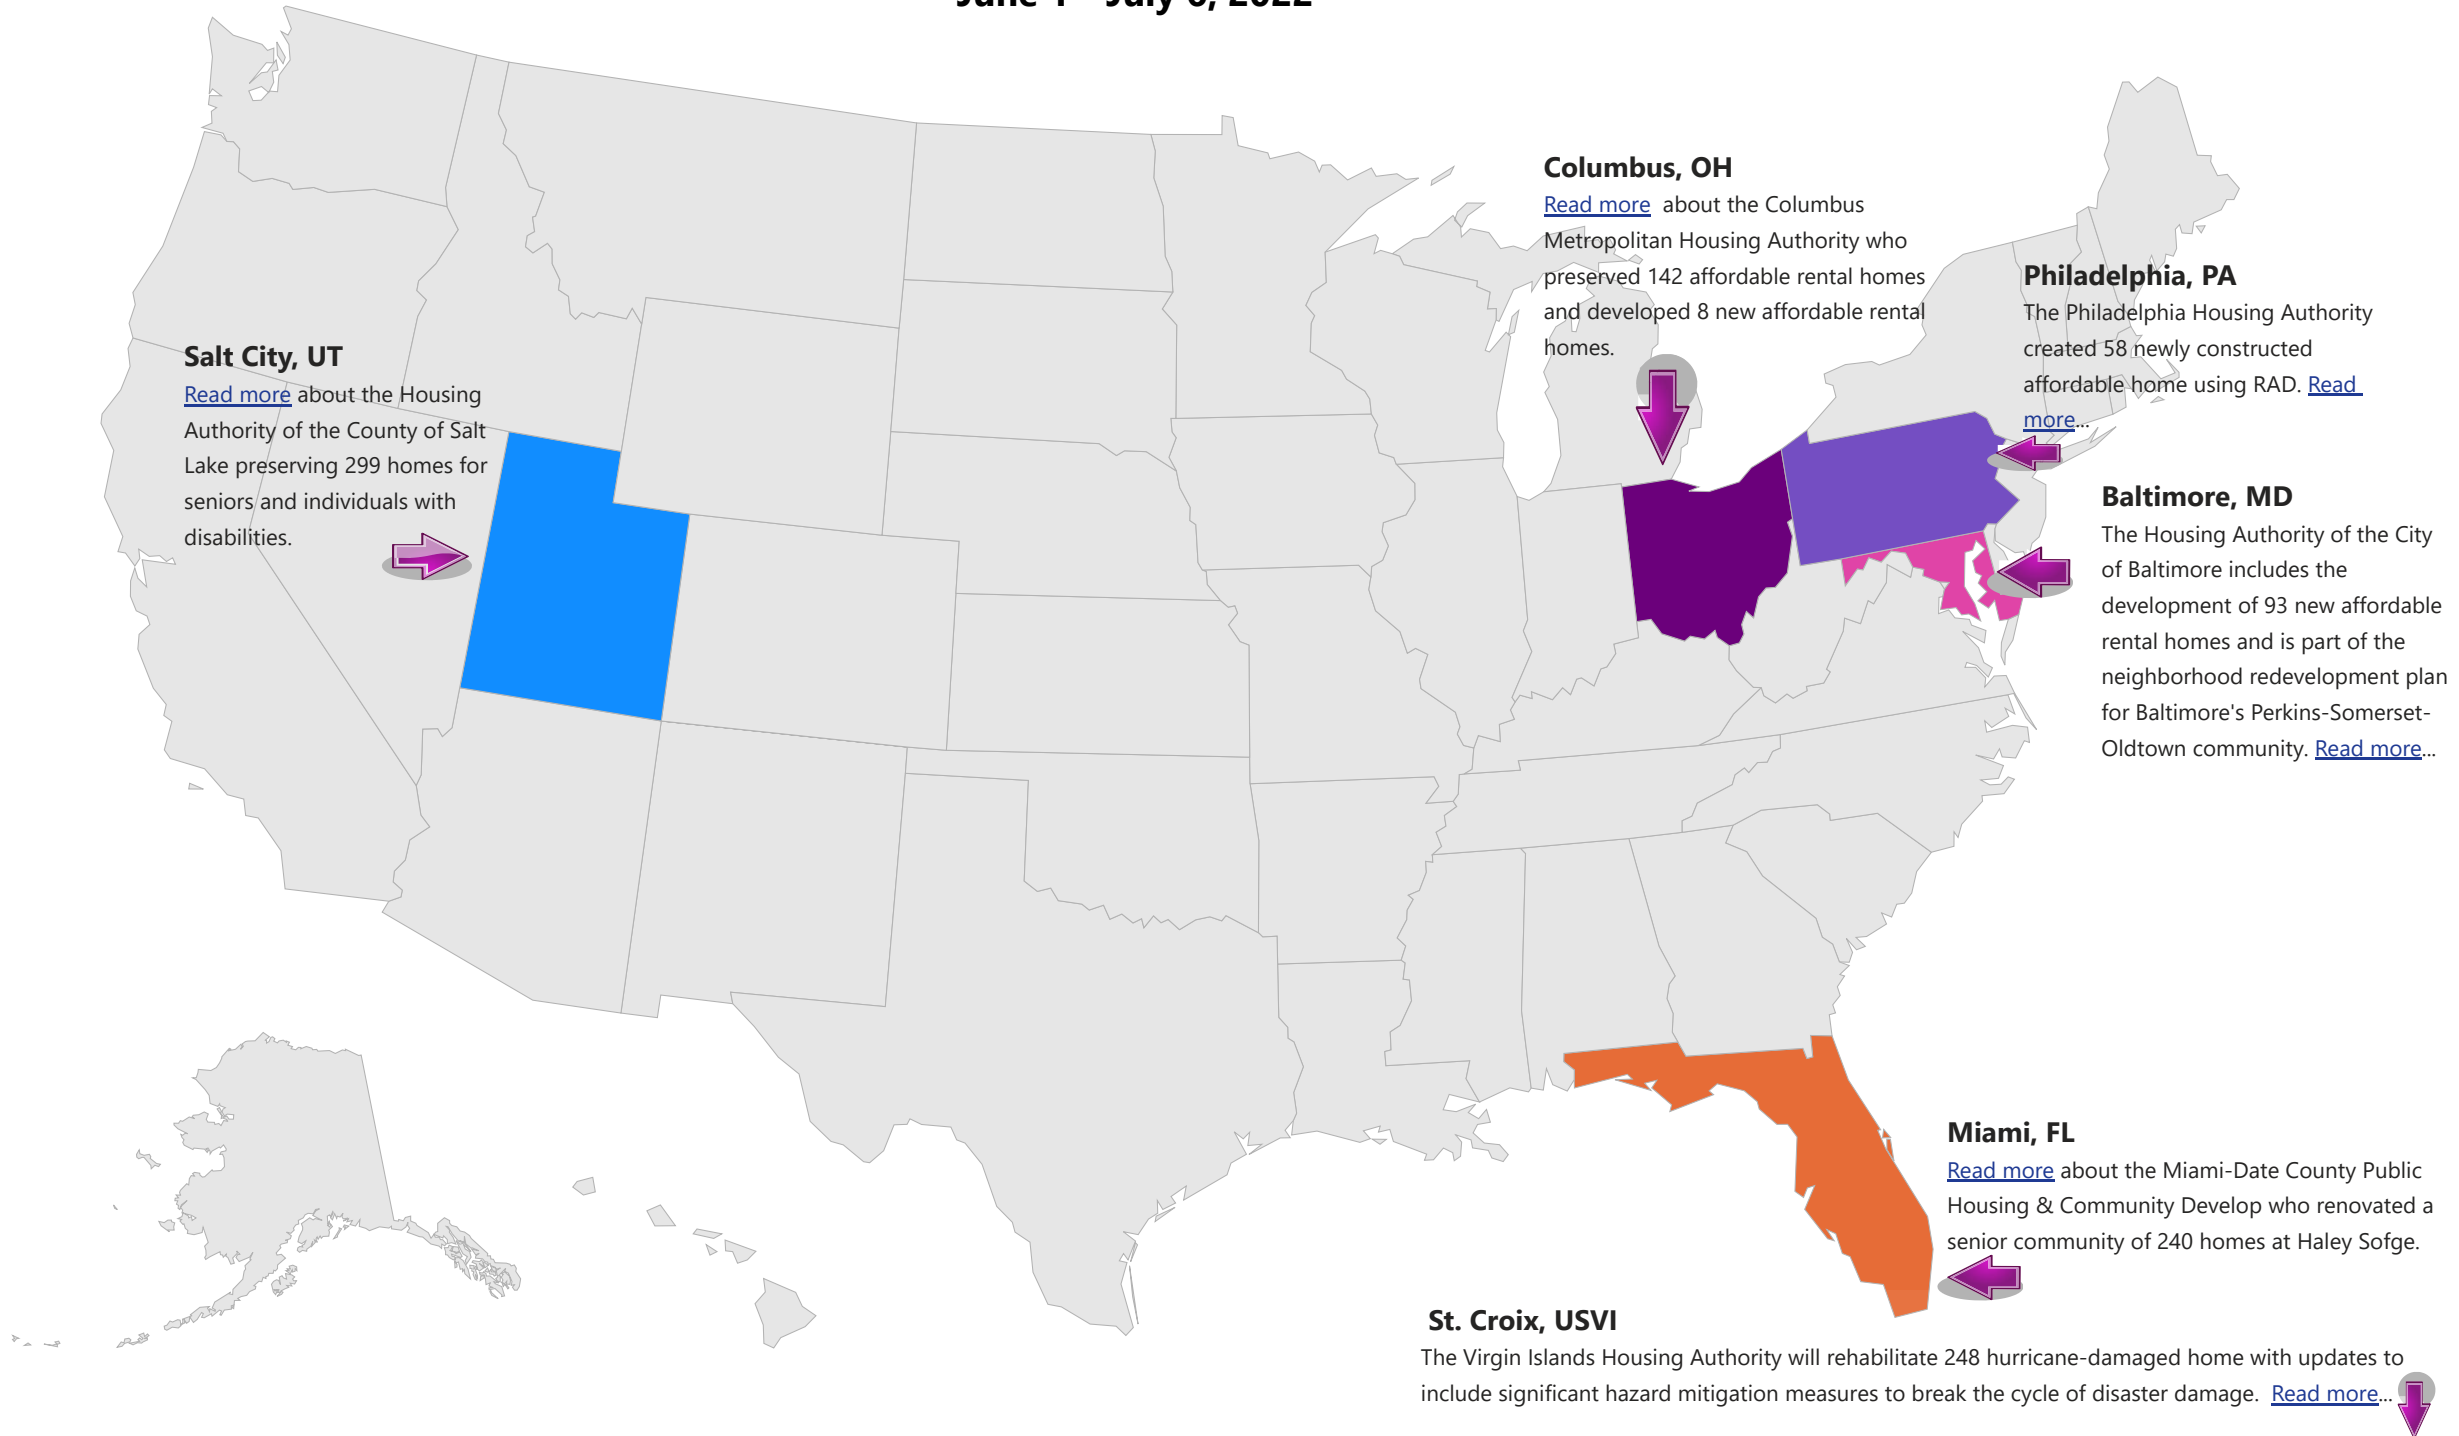 Columbus, OH
Read more about the Columbus
Metropolitan Housing Authority who
preserved 142 affordable rental homes
and developed 8 new affordable rental
homes.
Philadelphia, PA
The Philadelphia Housing Authority
created 58 newly constructed
affordable home using RAD. Read
more...
Salt City, UT
Read more about the Housing
Authority of the County of Salt
Lake preserving 299 homes for
seniors and individuals with
disabilities.
Baltimore, MD
The Housing Authority of the City
of Baltimore includes the
development of 93 new affordable
rental homes and is part of the
neighborhood redevelopment plan
for Baltimore's Perkins-Somerset-
Oldtown community. Read more...
Miami, FL
Read more about the Miami-Date County Public
Housing & Community Develop who renovated a
senior community of 240 homes at Haley Sofge.
St. Croix, USVI
The Virgin Islands Housing Authority will rehabilitate 248 hurricane-damaged home with updates to
include significant hazard mitigation measures to break the cycle of disaster damage. Read more...